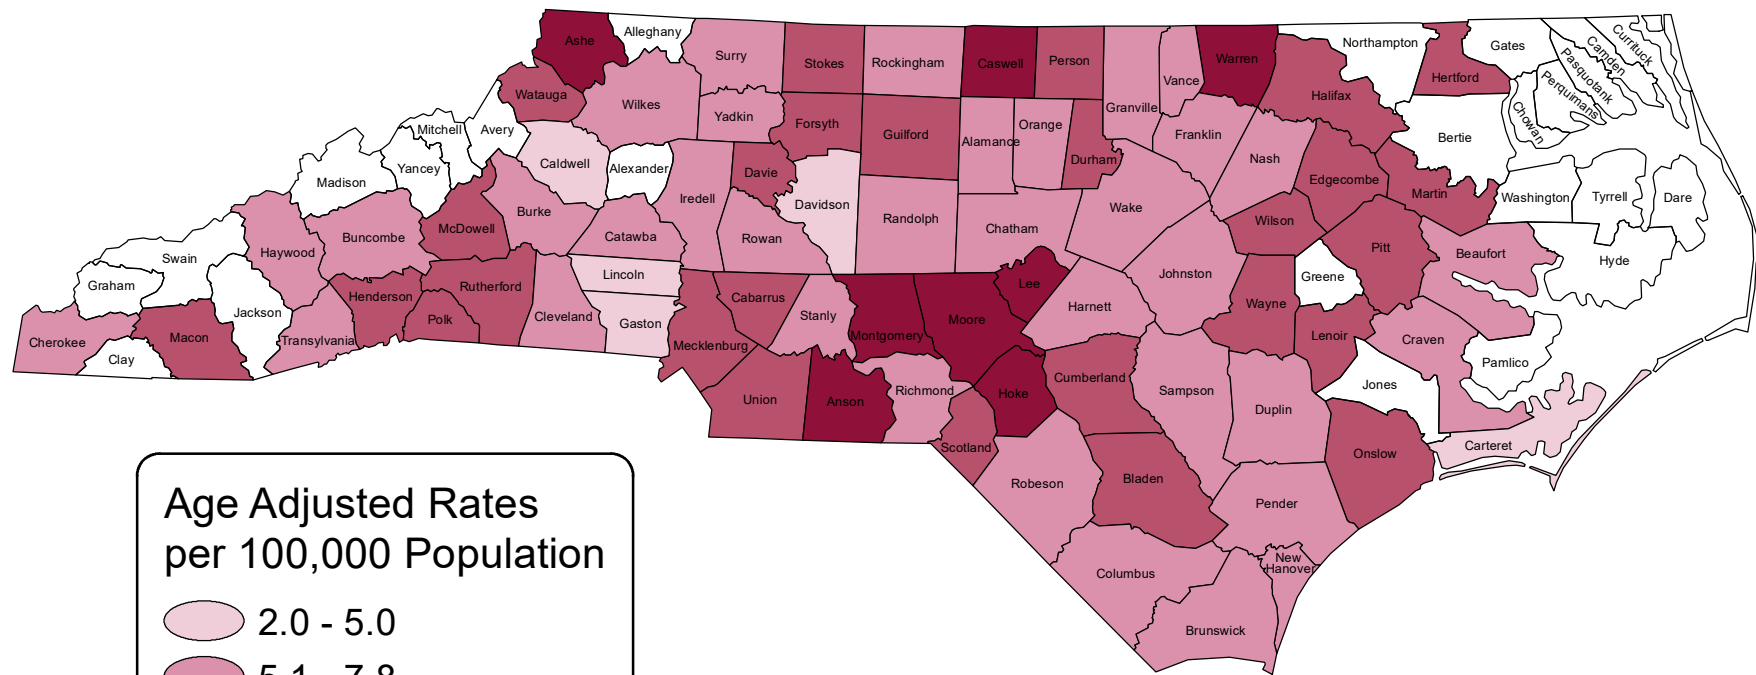 Ashe
Alleghany
Surry
Stokes
Rockingham
Caswell
Person
Granville
Vance
Warren
Northampton
Halifax
Hertford
Gates
Currituck
Camden
Pasquotank
Perquimans
Chowan
Bertie
Watauga
Wilkes
Yadkin
Forsyth
Guilford
Alamance
Orange
Durham
Franklin
Nash
Edgecombe
Martin
Washington
Tyrrell
Dare
Mitchell
Avery
Yancey
Madison
Caldwell
Alexander
Iredell
Davie
Davidson
Randolph
Chatham
Wake
Wilson
Pitt
Beaufort
Hyde
Swain
Haywood
Buncombe
McDowell
Burke
Catawba
Rowan
Lincoln
Johnston
Greene
Graham
Jackson
Henderson
Rutherford
Polk
Cleveland
Gaston
Cabarrus
Stanly
Montgomery
Moore
Lee
Harnett
Wayne
Lenoir
Craven
Pamlico
Cherokee
Clay
Macon
Transylvania
Mecklenburg
Union
Anson
Richmond
Hoke
Cumberland
Sampson
Duplin
Jones
Carteret
Scotland
Robeson
Bladen
Onslow
Pender
Columbus
New
Hanover
Brunswick
Age Adjusted Rates
per 100,000 Population
2.0 - 5.0
5.1 - 7.8